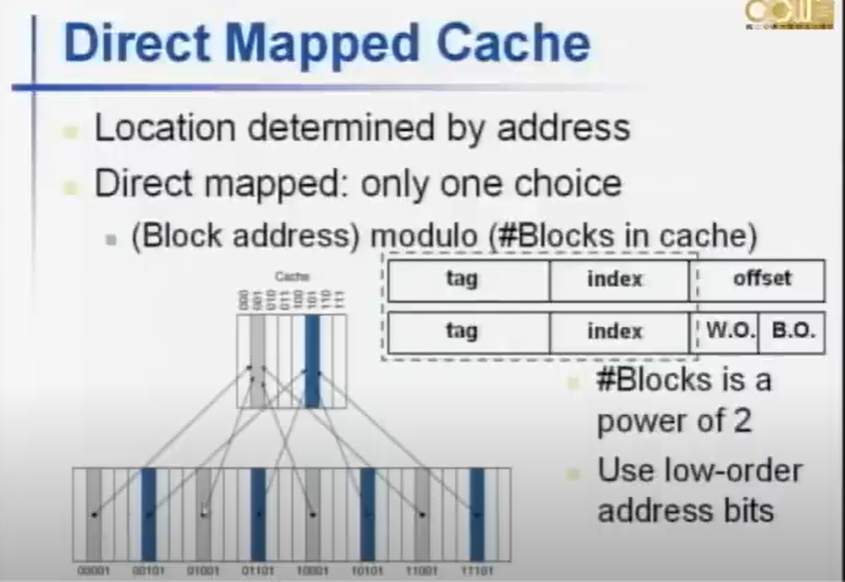 Direct Mapped Cache
Location determined by address
Direct mapped: only one choice
(Block address) modulo (#Blocks in cache)
Cache
000 001 010 011 100 101 110 111
tag index offset
tag index W.O. B.O.
#Blocks is a
power of 2
Use low-order
address bits
00001 00101 01001 01101 10001 10101 11001 11101